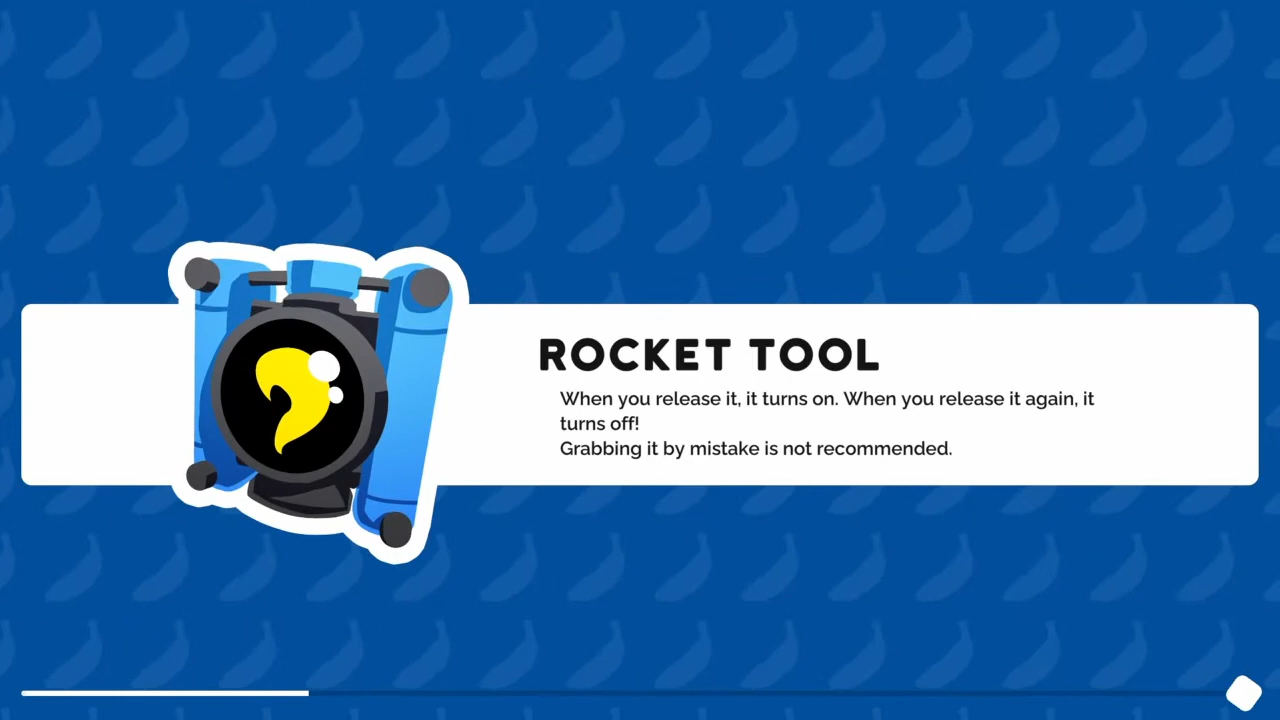 ROCKET TOOL
When you release it, it turns on. When you release it again, it
turns off!
Grabbing it by mistake is not recommended.